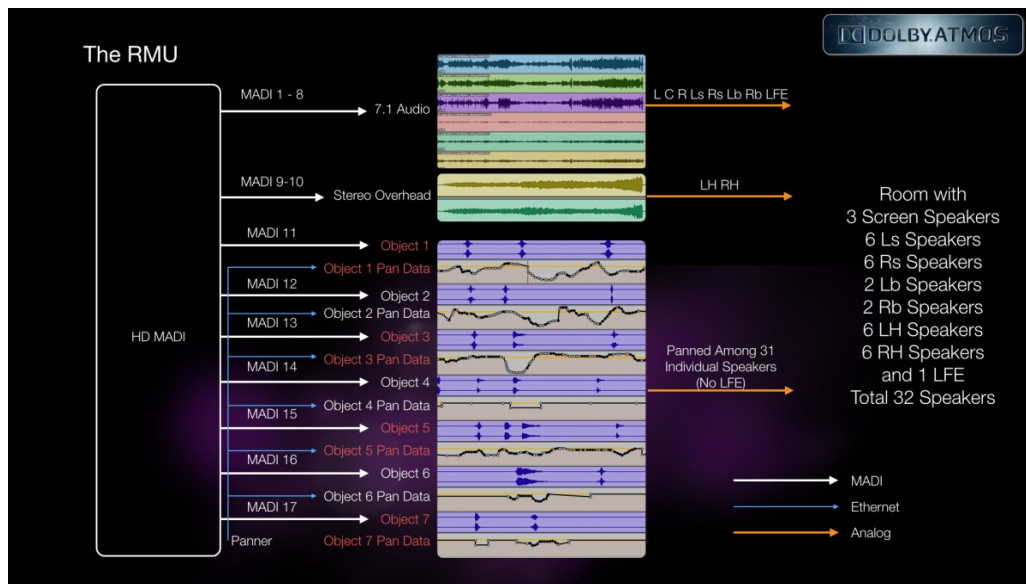 DOLBY ATMOS
The RMU
HD MADI
MADI 1 - 8
7.1 Audio
L C R Ls Rs Lb Rb LFE
MADI 9-10
Stereo Overhead
LH RH
MADI 11
Object 1
Object 1 Pan Data
MADI 12
Object 2
Object 2 Pan Data
MADI 13
Object 3
Object 3 Pan Data
MADI 14
Object 4
Object 4 Pan Data
MADI 15
Object 5
Object 5 Pan Data
MADI 16
Object 6
Object 6 Pan Data
MADI 17
Object 7
Panner
Object 7 Pan Data
Panned Among 31
Individual Speakers
(No LFE)
Room with
3 Screen Speakers
6 Ls Speakers
6 Rs Speakers
2 Lb Speakers
2 Rb Speakers
6 LH Speakers
6 RH Speakers
and 1 LFE
Total 32 Speakers
MADI
Ethernet
Analog